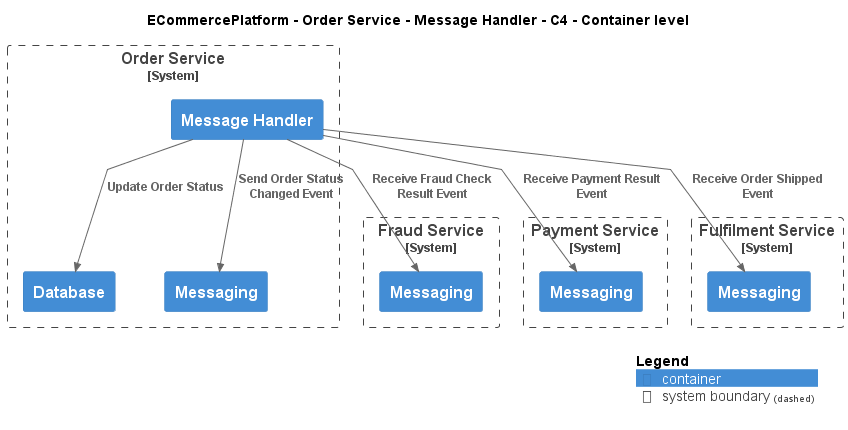 ECommercePlatform - Order Service - Message Handler - C4 - Container level
Order Service
[System]
Message Handler
Update Order Status
Send Order Status
Changed Event
Receive Fraud Check
Result Event
Receive Payment Result
Event
Receive Order Shipped
Event
Fraud Service
[System]
Payment Service
[System]
Fulfilment Service
[System]
Database
Messaging
Messaging
Messaging
Messaging
Legend
container
system boundary (dashed)